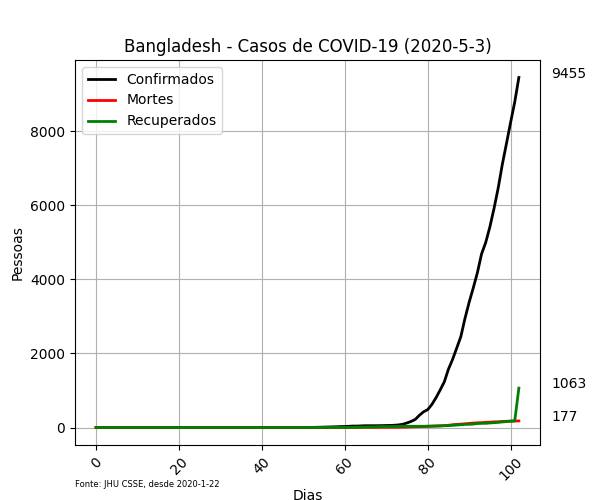 Bangladesh - Casos de COVID-19 (2020-5-3)
Confirmados
Mortes
Recuperados
9455
1063
177
Pessoas
8000
6000
4000
2000
0
0
20
40
60
80
100
Fonte: JHU CSSE, desde 2020-1-22
Dias